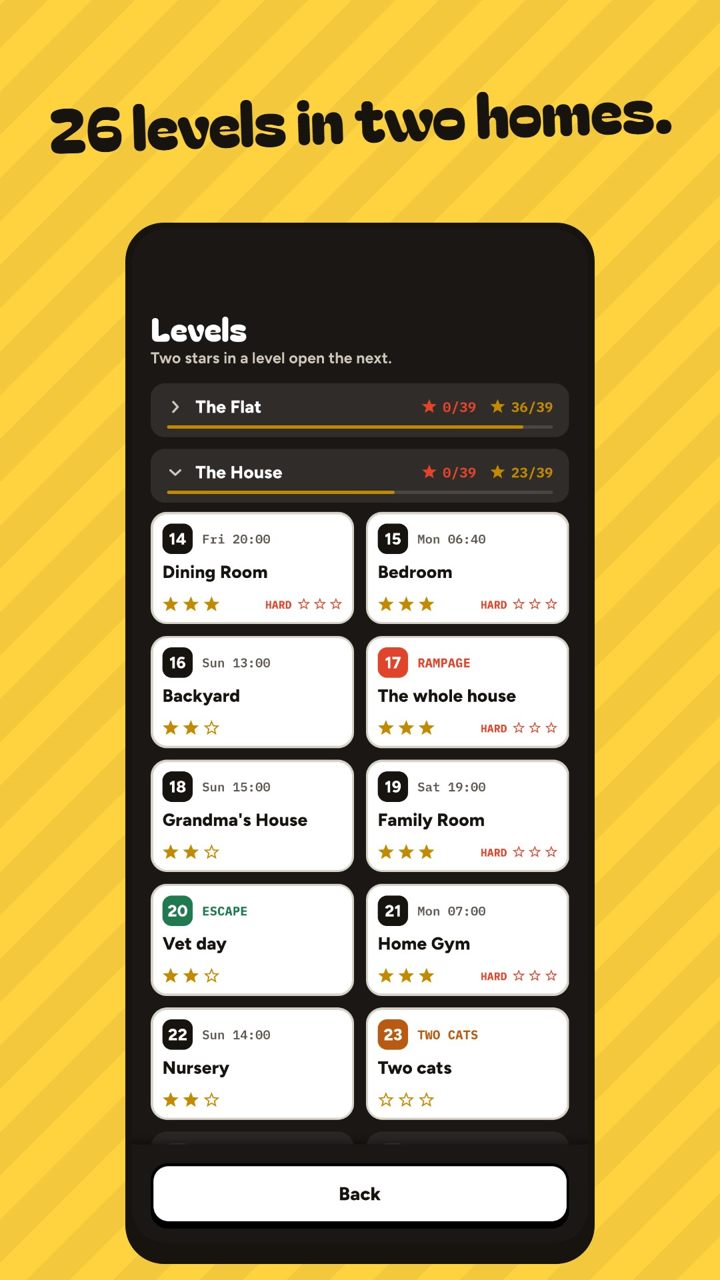 26 levels in two homes.
Levels
Two stars in a level open the next.
The Flat ★ 0/39 ★ 36/39
The House ★ 0/39 ★ 23/39
14 Fri 20:00
Dining Room
★★★ HARD ☆☆☆
15 Mon 06:40
Bedroom
★★★ HARD ☆☆☆
16 Sun 13:00
Backyard
★★☆
17 RAMPAGE
The whole house
★★★ HARD ☆☆☆
18 Sun 15:00
Grandma's House
★★☆
19 Sat 19:00
Family Room
★★★ HARD ☆☆☆
20 ESCAPE
Vet day
★★☆
21 Mon 07:00
Home Gym
★★★ HARD ☆☆☆
22 Sun 14:00
Nursery
★★☆
23 TWO CATS
Two cats
☆☆☆
Back